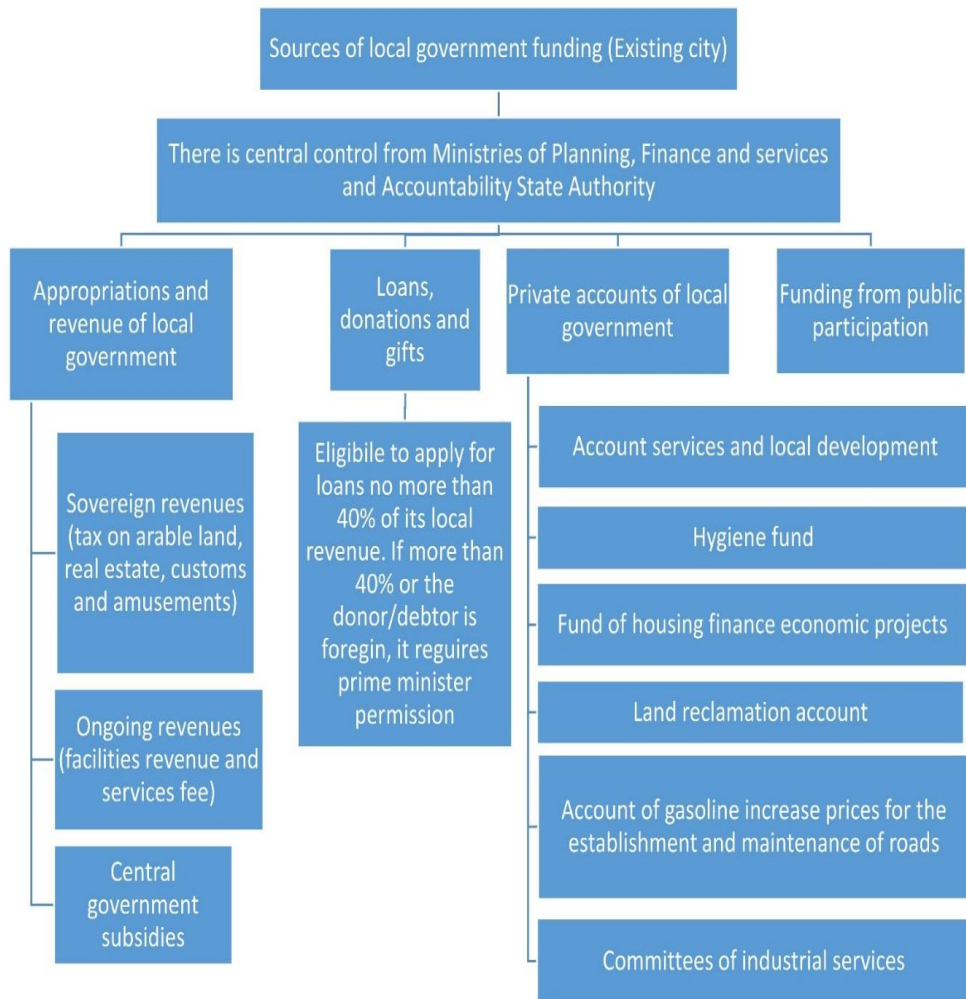 Sources of local government funding (Existing city)
There is central control from Ministries of Planning, Finance and services
and Accountability State Authority
Appropriations and
revenue of local
government
Sovereign revenues
(tax on arable land,
real estate, customs
and amusements)
Ongoing revenues
(facilities revenue and
services fee)
Central
government
subsidies
Loans,
donations and
gifts
Eligibile to apply for
loans no more than
40% of its local
revenue. If more than
40% or the
donor/debtor is
foregin, it reguires
prime minister
permission
Private accounts of local
government
Account services and local development
Hygiene fund
Fund of housing finance economic projects
Land reclamation account
Account of gasoline increase prices for the
establishment and maintenance of roads
Committees of industrial services
Funding from public
participation